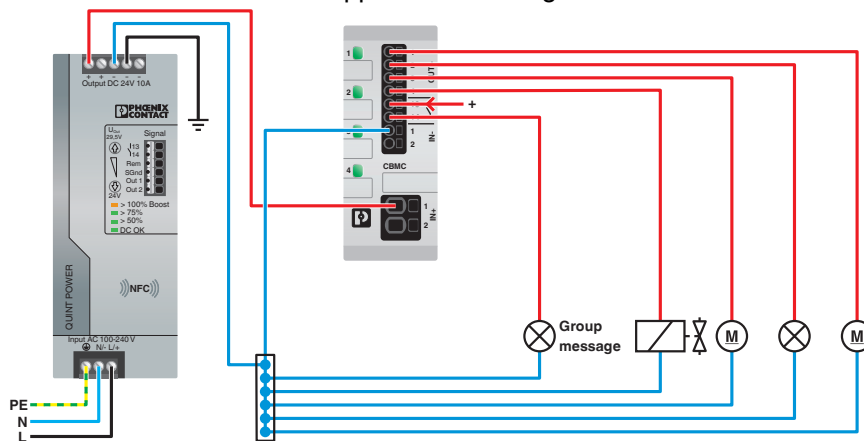 + + - - -
Output DC 24V 10A
PHŒNIX
CONTACT
UOut
29,5V
Signal
13
14
Rem
SGnd
Out 1
Out 2
24V
> 100% Boost
> 75%
> 50%
DC OK
NFC
QUINT POWER
Input AC 100-240 V
N/- L/+
PE
N
L
1
2
4
OUT
+
1
2
IN-
CBMC
1
2
IN+
Group
message
M
M